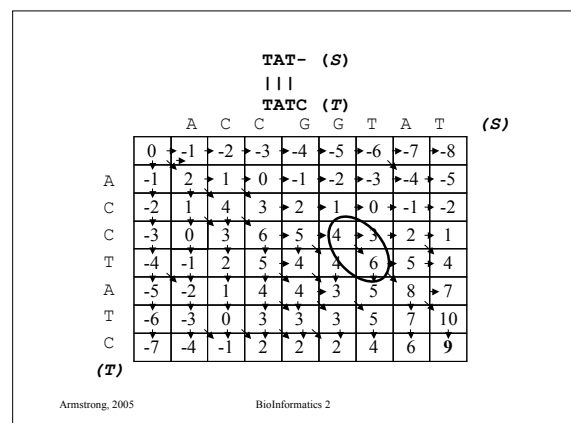 TAT- (S)
|||
TATC (T)
A C C G G T A T (S)
0 -1 -2 -3 -4 -5 -6 -7 -8
A -1 2 1 0 -1 -2 -3 -4 -5
C -2 1 4 3 2 1 0 -1 -2
C -3 0 3 6 5 4 3 2 1
T -4 -1 2 5 4 4 6 5 4
A -5 -2 1 4 4 3 5 8 7
T -6 -3 0 3 3 3 5 7 10
C -7 -4 -1 2 2 2 4 6 9
(T)
Armstrong, 2005 BioInformatics 2